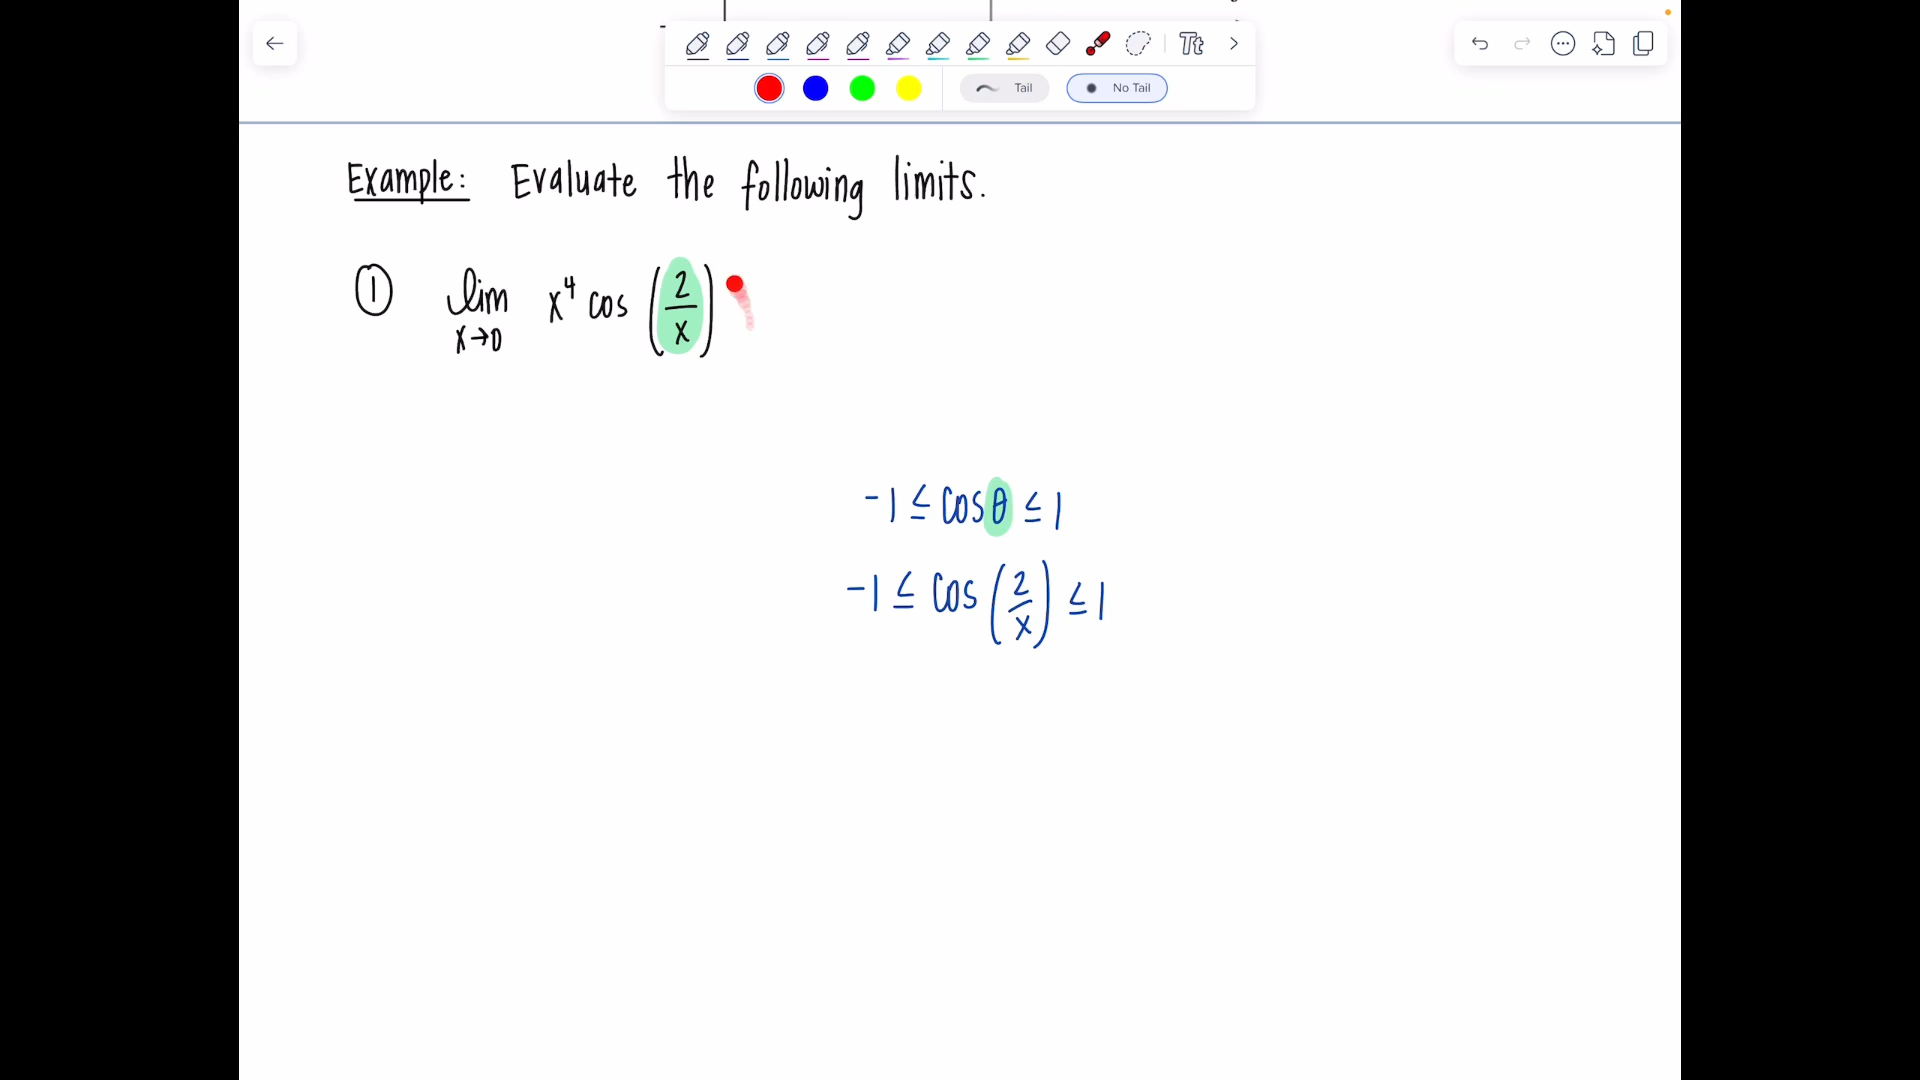 Tail
No Tail
Example: Evaluate the following limits.
① lim x→0 x⁴ cos (2/x)
-1 ≤ cos θ ≤ 1
-1 ≤ cos (2/x) ≤ 1